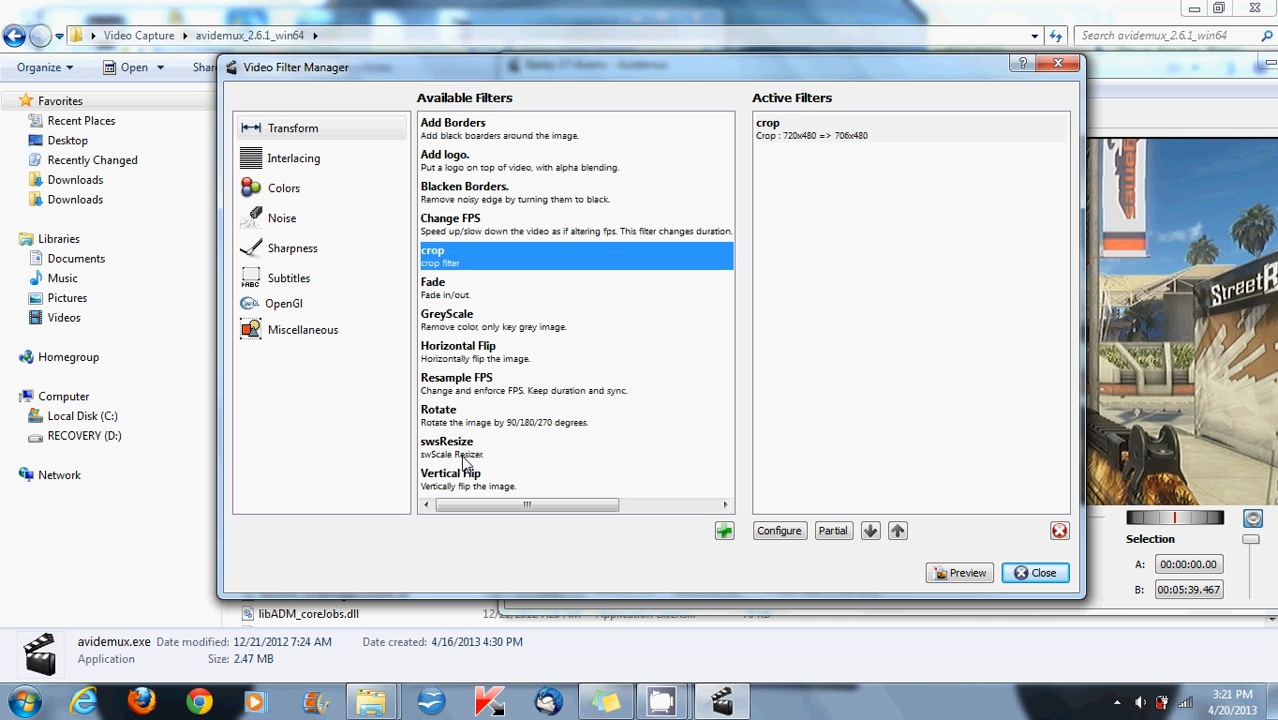 Video Capture
avidemux_2.6.1_win64
Search avidemux_2.6.1_win64
Organize
Open
Favorites
Recent Places
Desktop
Recently Changed
Downloads
Downloads
Libraries
Documents
Music
Pictures
Videos
Homegroup
Computer
Local Disk (C:)
RECOVERY (D:)
Network
Video Filter Manager
Transform
Interlacing
Colors
Noise
Sharpness
Subtitles
OpenGl
Miscellaneous
Available Filters
Add Borders
Add black boarders around the image.
Add logo.
Put a logo on top of video, with alpha blending.
Blacken Borders.
Remove noisy edge by turning them to black.
Change FPS
Speed up/slow down the video as if altering fps. This filter changes duration.
crop
crop filter
Fade
Fade in/out.
GreyScale
Remove color, only key grey image.
Horizontal Flip
Horizontally flip the image.
Resample FPS
Change and enforce FPS. Keep duration and sync.
Rotate
Rotate the image by 90/180/270 degrees.
swsResize
swScale Resizer.
Vertical Flip
Vertically flip the image.
Active Filters
crop
Crop : 720x480 => 706x480
Configure
Partial
Preview
Close
Selection
A: 00:00:00.00
B: 00:05:39.467
libADM_coreJobs.dll
avidemux.exe Date modified: 12/21/2012 7:24 AM Date created: 4/16/2013 4:30 PM
Application Size: 2.47 MB
3:21 PM
4/20/2013